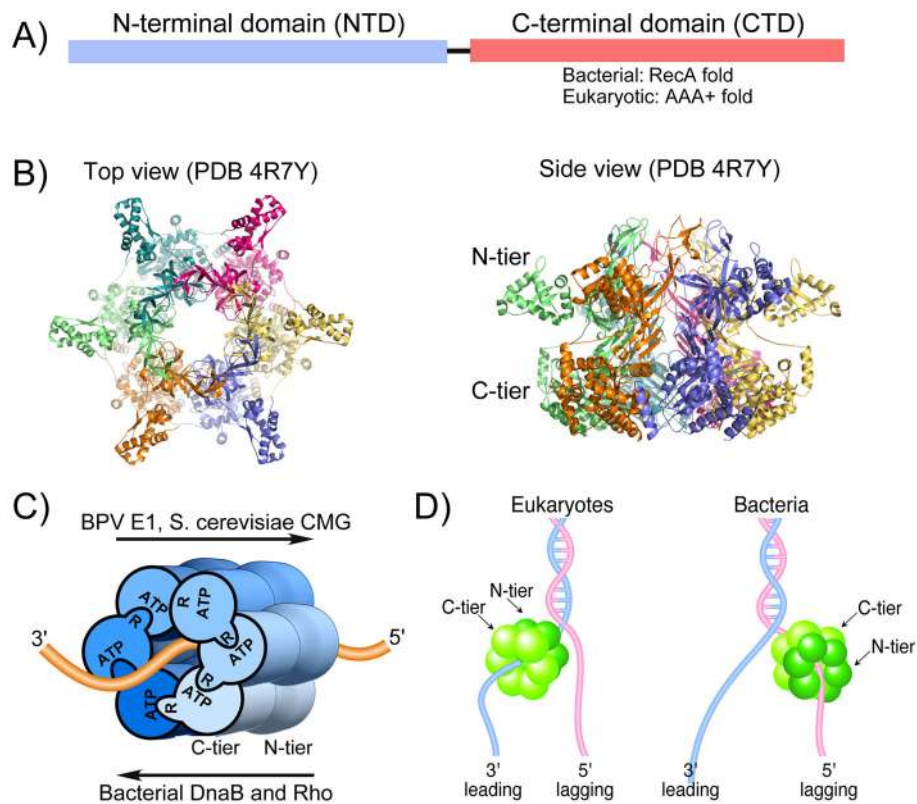 A)
N-terminal domain (NTD)
C-terminal domain (CTD)
Bacterial: RecA fold
Eukaryotic: AAA+ fold
B)
Top view (PDB 4R7Y)
Side view (PDB 4R7Y)
N-tier
C-tier
C)
BPV E1, S. cerevisiae CMG
3'
5'
ATP
R
ATP
R
ATP
R
ATP
R
ATP
ATP
R
C-tier
N-tier
Bacterial DnaB and Rho
D)
Eukaryotes
Bacteria
N-tier
C-tier
C-tier
N-tier
3'
leading
5'
lagging
3'
leading
5'
lagging